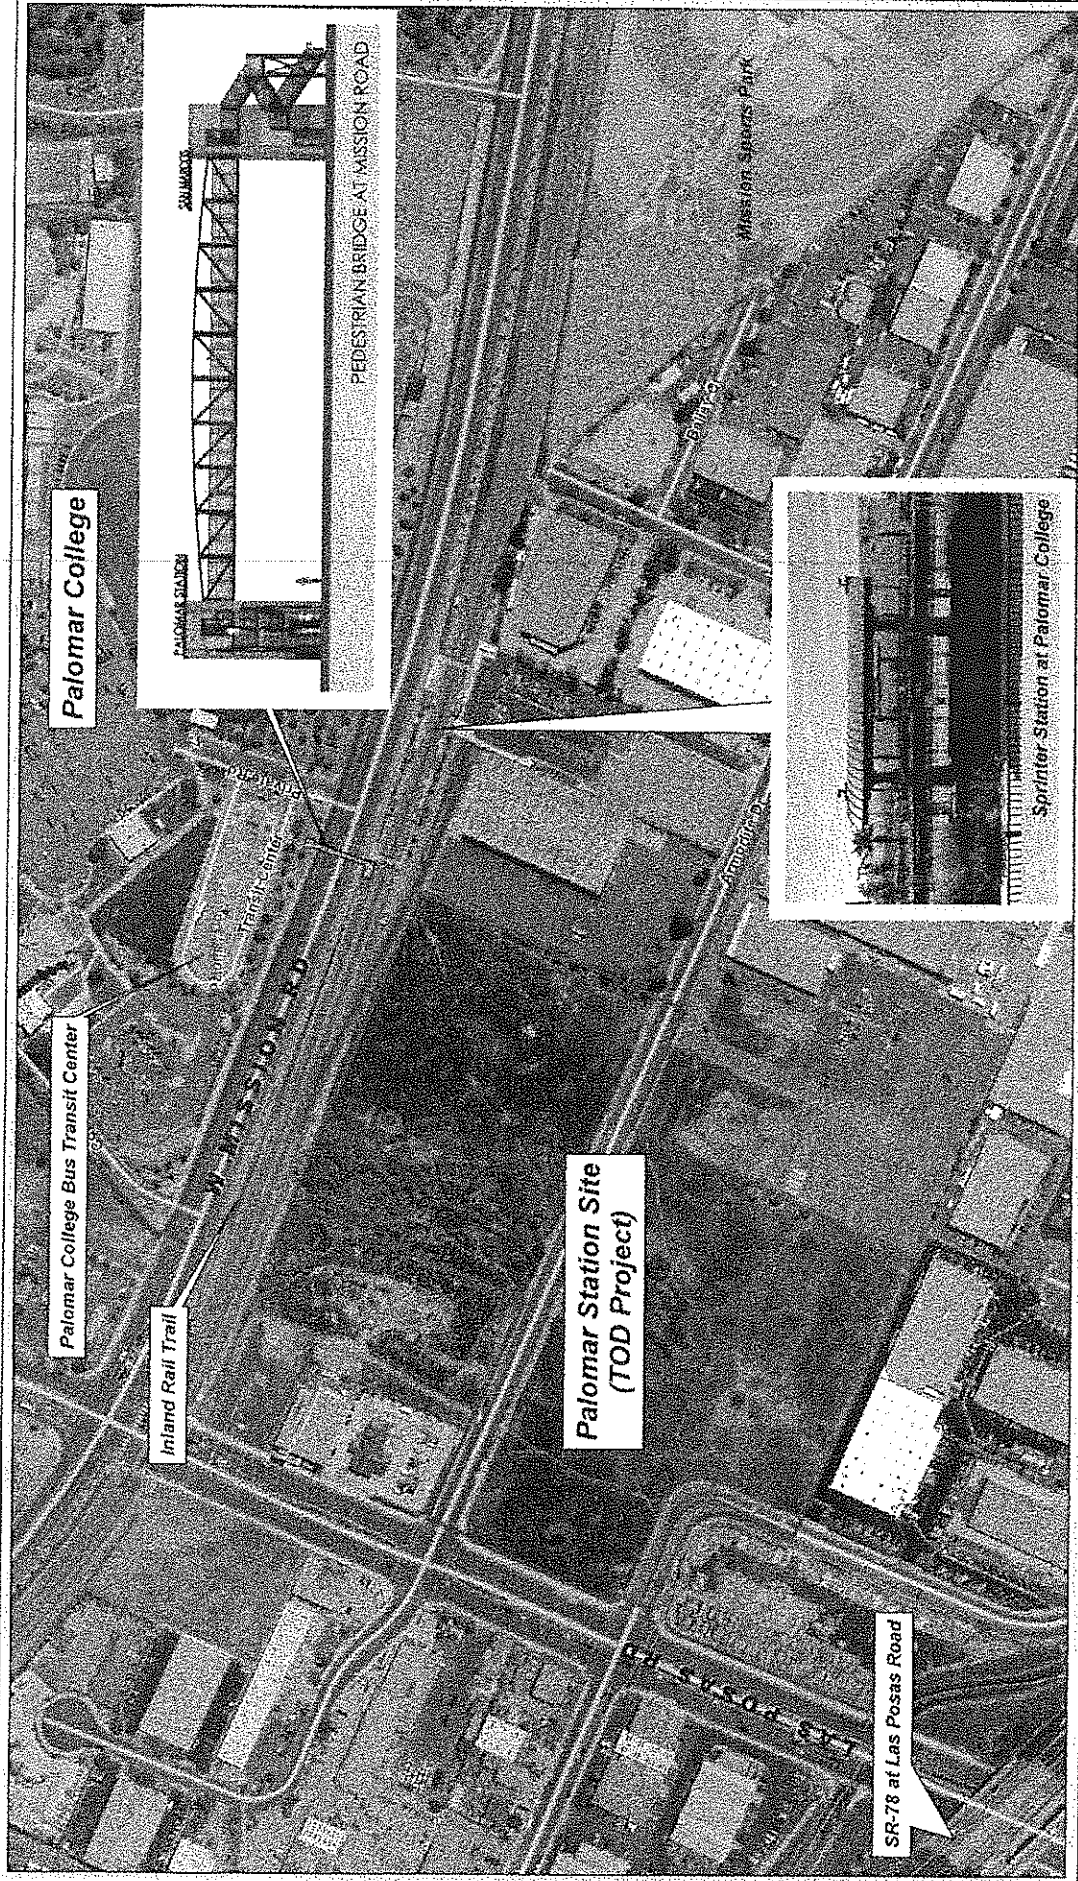 Palomar College
PALOMAR STATION
SAN MARCOS
PEDESTRIAN BRIDGE AT MISSION ROAD
Palomar College Bus Transit Center
Inland Rail Trail
W MISSION RD
Transit Center
Mission Sports Park
Armorlite Dr
Palomar Station Site
(TOD Project)
Sprinter Station at Palomar College
LAS POSAS RD
SR-78 at Las Posas Road